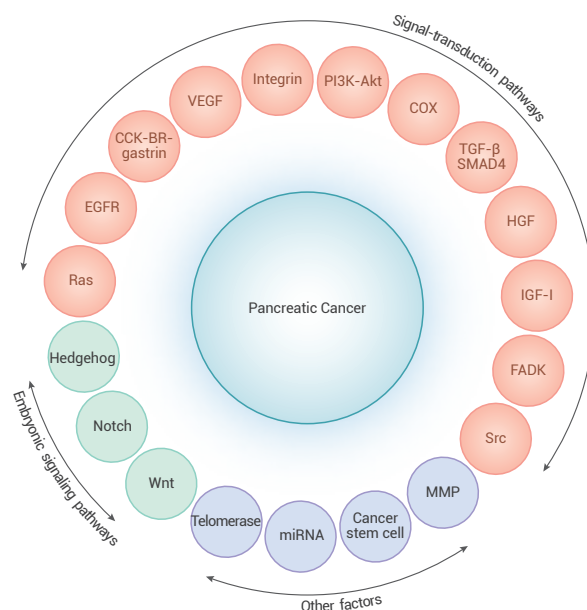 Signal-transduction pathways
Integrin
PI3K-Akt
VEGF
COX
CCK-BR-
gastrin
TGF-β
SMAD4
EGFR
HGF
Ras
IGF-I
Pancreatic Cancer
Hedgehog
FADK
Notch
Src
Wnt
MMP
Telomerase
miRNA
Cancer
stem cell
Embryonic signaling pathways
Other factors